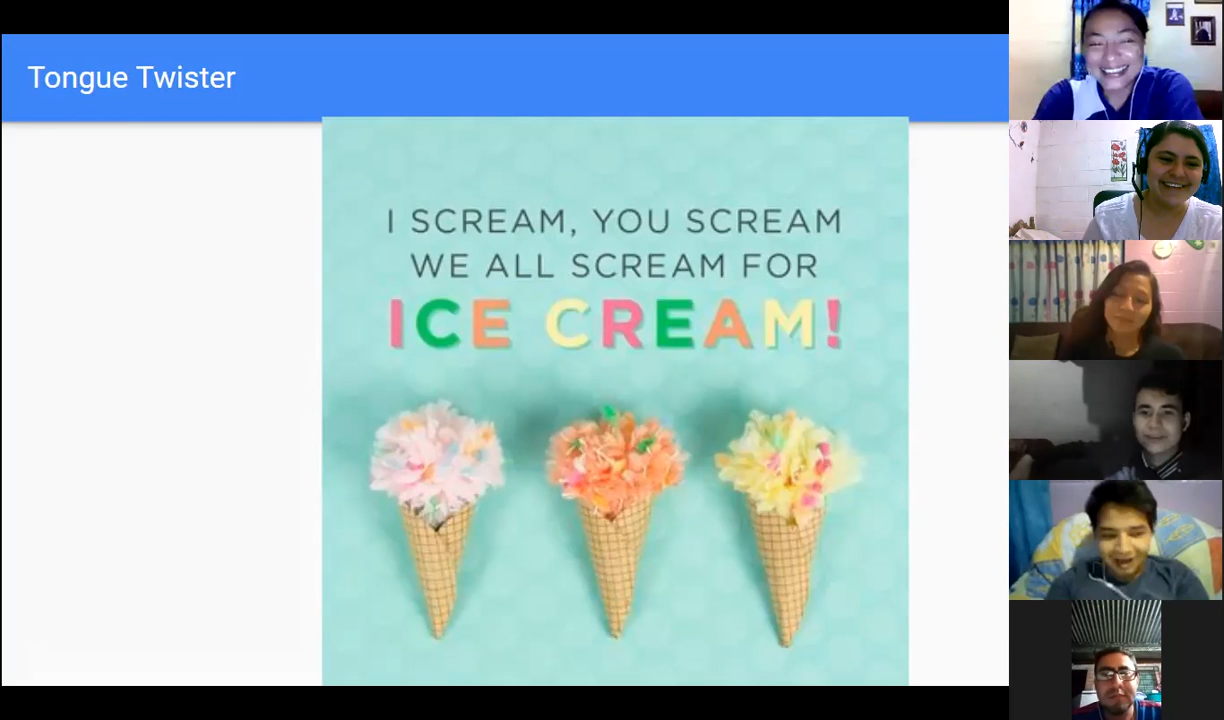 Tongue Twister
I SCREAM, YOU SCREAM
WE ALL SCREAM FOR
ICE CREAM!